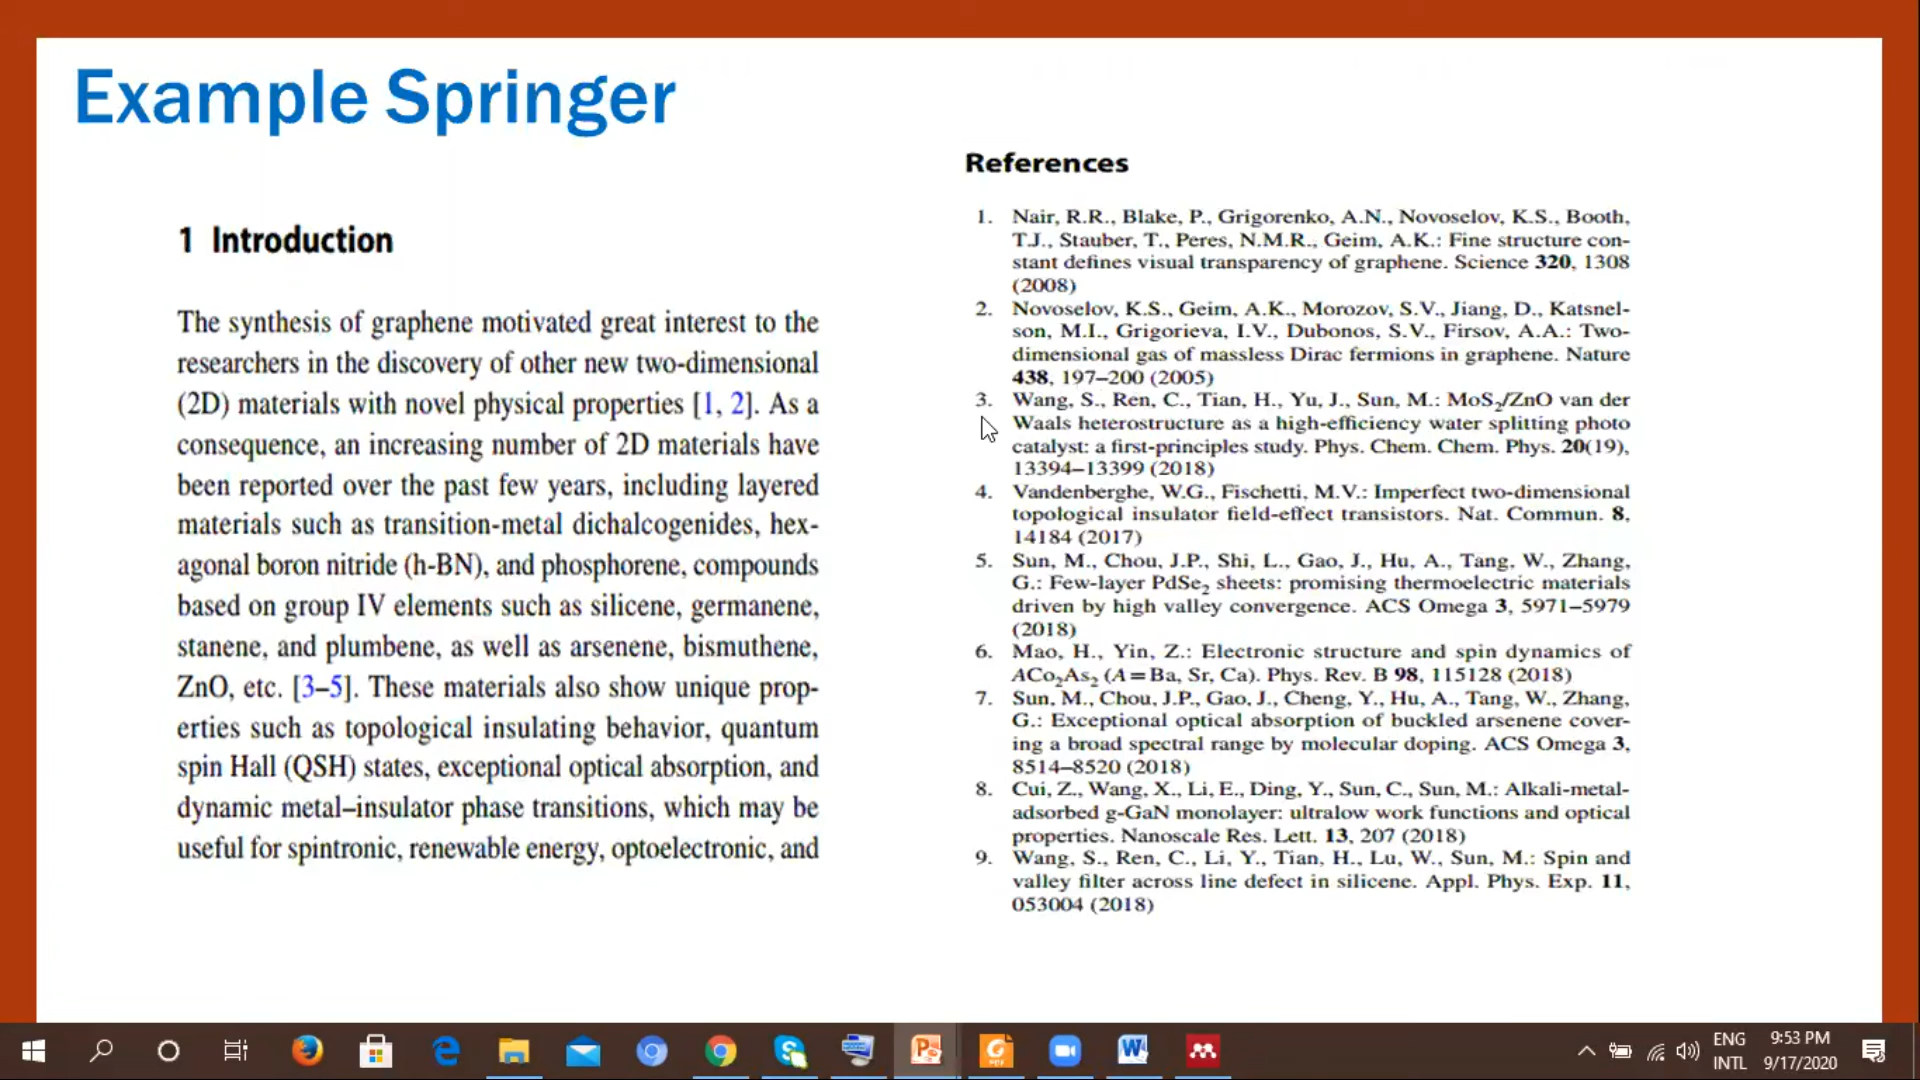 Example Springer
1 Introduction
The synthesis of graphene motivated great interest to the
researchers in the discovery of other new two-dimensional
(2D) materials with novel physical properties [1, 2]. As a
consequence, an increasing number of 2D materials have
been reported over the past few years, including layered
materials such as transition-metal dichalcogenides, hex-
agonal boron nitride (h-BN), and phosphorene, compounds
based on group IV elements such as silicene, germanene,
stanene, and plumbene, as well as arsenene, bismuthene,
ZnO, etc. [3–5]. These materials also show unique prop-
erties such as topological insulating behavior, quantum
spin Hall (QSH) states, exceptional optical absorption, and
dynamic metal–insulator phase transitions, which may be
useful for spintronic, renewable energy, optoelectronic, and
References
1. Nair, R.R., Blake, P., Grigorenko, A.N., Novoselov, K.S., Booth,
T.J., Stauber, T., Peres, N.M.R., Geim, A.K.: Fine structure con-
stant defines visual transparency of graphene. Science 320, 1308
(2008)
2. Novoselov, K.S., Geim, A.K., Morozov, S.V., Jiang, D., Katsnel-
son, M.I., Grigorieva, I.V., Dubonos, S.V., Firsov, A.A.: Two-
dimensional gas of massless Dirac fermions in graphene. Nature
438, 197–200 (2005)
3. Wang, S., Ren, C., Tian, H., Yu, J., Sun, M.: MoS2/ZnO van der
Waals heterostructure as a high-efficiency water splitting photo
catalyst: a first-principles study. Phys. Chem. Chem. Phys. 20(19),
13394–13399 (2018)
4. Vandenberghe, W.G., Fischetti, M.V.: Imperfect two-dimensional
topological insulator field-effect transistors. Nat. Commun. 8,
14184 (2017)
5. Sun, M., Chou, J.P., Shi, L., Gao, J., Hu, A., Tang, W., Zhang,
G.: Few-layer PdSe2 sheets: promising thermoelectric materials
driven by high valley convergence. ACS Omega 3, 5971–5979
(2018)
6. Mao, H., Yin, Z.: Electronic structure and spin dynamics of
ACo2As2 (A = Ba, Sr, Ca). Phys. Rev. B 98, 115128 (2018)
7. Sun, M., Chou, J.P., Gao, J., Cheng, Y., Hu, A., Tang, W., Zhang,
G.: Exceptional optical absorption of buckled arsenene cover-
ing a broad spectral range by molecular doping. ACS Omega 3,
8514–8520 (2018)
8. Cui, Z., Wang, X., Li, E., Ding, Y., Sun, C., Sun, M.: Alkali-metal-
adsorbed g-GaN monolayer: ultralow work functions and optical
properties. Nanoscale Res. Lett. 13, 207 (2018)
9. Wang, S., Ren, C., Li, Y., Tian, H., Lu, W., Sun, M.: Spin and
valley filter across line defect in silicene. Appl. Phys. Exp. 11,
053004 (2018)
ENG
INTL
9:53 PM
9/17/2020